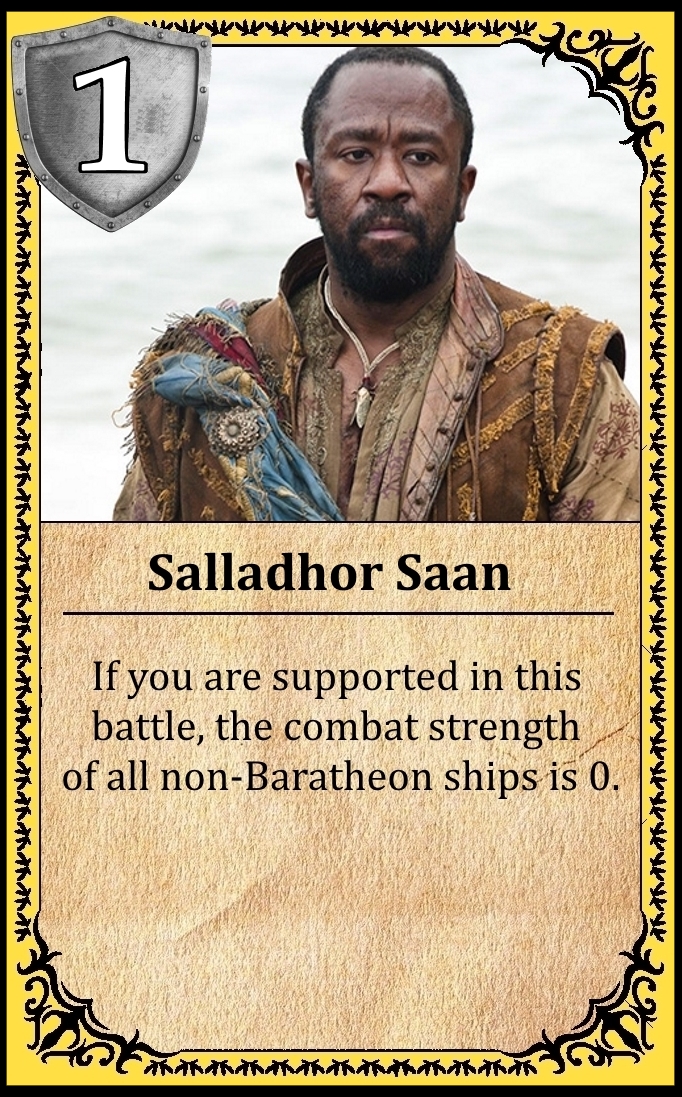 1
Salladhor Saan
If you are supported in this
battle, the combat strength
of all non-Baratheon ships is 0.